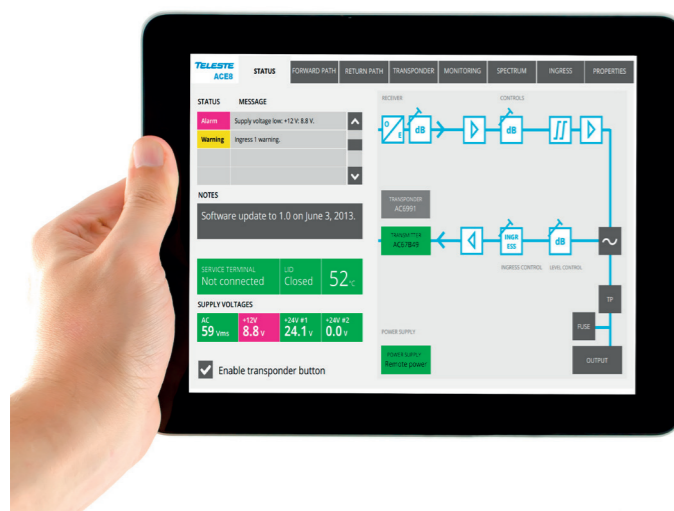 TELESTE
ACE8
STATUS
FORWARD PATH
RETURN PATH
TRANSPONDER
MONITORING
SPECTRUM
INGRESS
PROPERTIES
STATUS MESSAGE
Alarm Supply voltage low: +12 V: 8.8 V.
Warning Ingress 1 warning.
NOTES
Software update to 1.0 on June 3, 2013.
SERVICE TERMINAL
Not connected
LID
Closed
52°C
SUPPLY VOLTAGES
AC
59 Vrms
+12V
8.8 V
+24V #1
24.1 V
+24V #2
0.0 V
Enable transponder button
RECEIVER
CONTROLS
O
E
dB
dB
TRANSPONDER
AC6991
TRANSMITTER
AC67849
INGR
ESS
dB
INGRESS CONTROL
LEVEL CONTROL
TP
FUSE
POWER SUPPLY
POWER SUPPLY
Remote power
OUTPUT